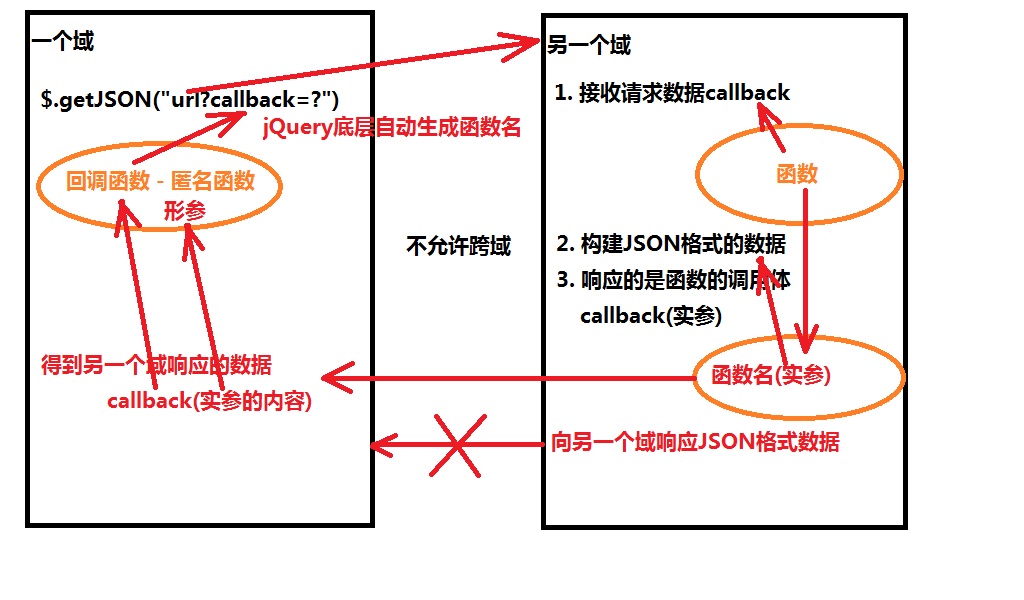 一个域
$.getJSON("url?callback=?")
jQuery底层自动生成函数名
回调函数 - 匿名函数
形参
得到另一个域响应的数据
callback(实参的内容)
不允许跨域
另一个域
1. 接收请求数据callback
函数
2. 构建JSON格式的数据
3. 响应的是函数的调用体
callback(实参)
函数名(实参)
向另一个域响应JSON格式数据